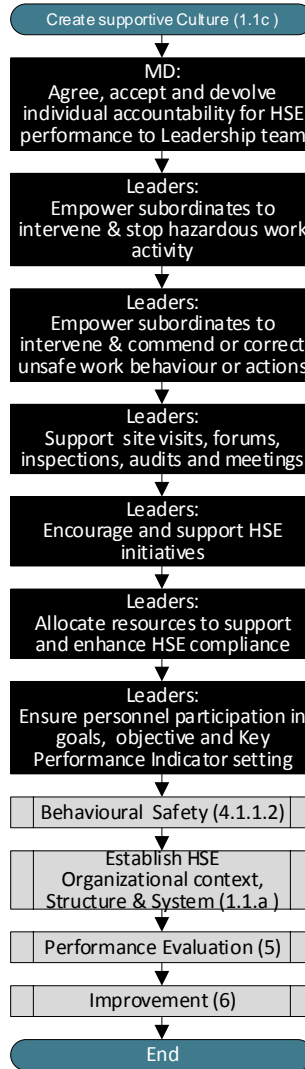 Create supportive Culture (1.1c )
MD:
Agree, accept and devolve
individual accountability for HSE
performance to Leadership team
Leaders:
Empower subordinates to
intervene & stop hazardous work
activity
Leaders:
Empower subordinates to
intervene & commend or correct
unsafe work behaviour or actions
Leaders:
Support site visits, forums,
inspections, audits and meetings
Leaders:
Encourage and support HSE
initiatives
Leaders:
Allocate resources to support
and enhance HSE compliance
Leaders:
Ensure personnel participation in
goals, objective and Key
Performance Indicator setting
Behavioural Safety (4.1.1.2)
Establish HSE
Organizational context,
Structure & System (1.1.a )
Performance Evaluation (5)
Improvement (6)
End